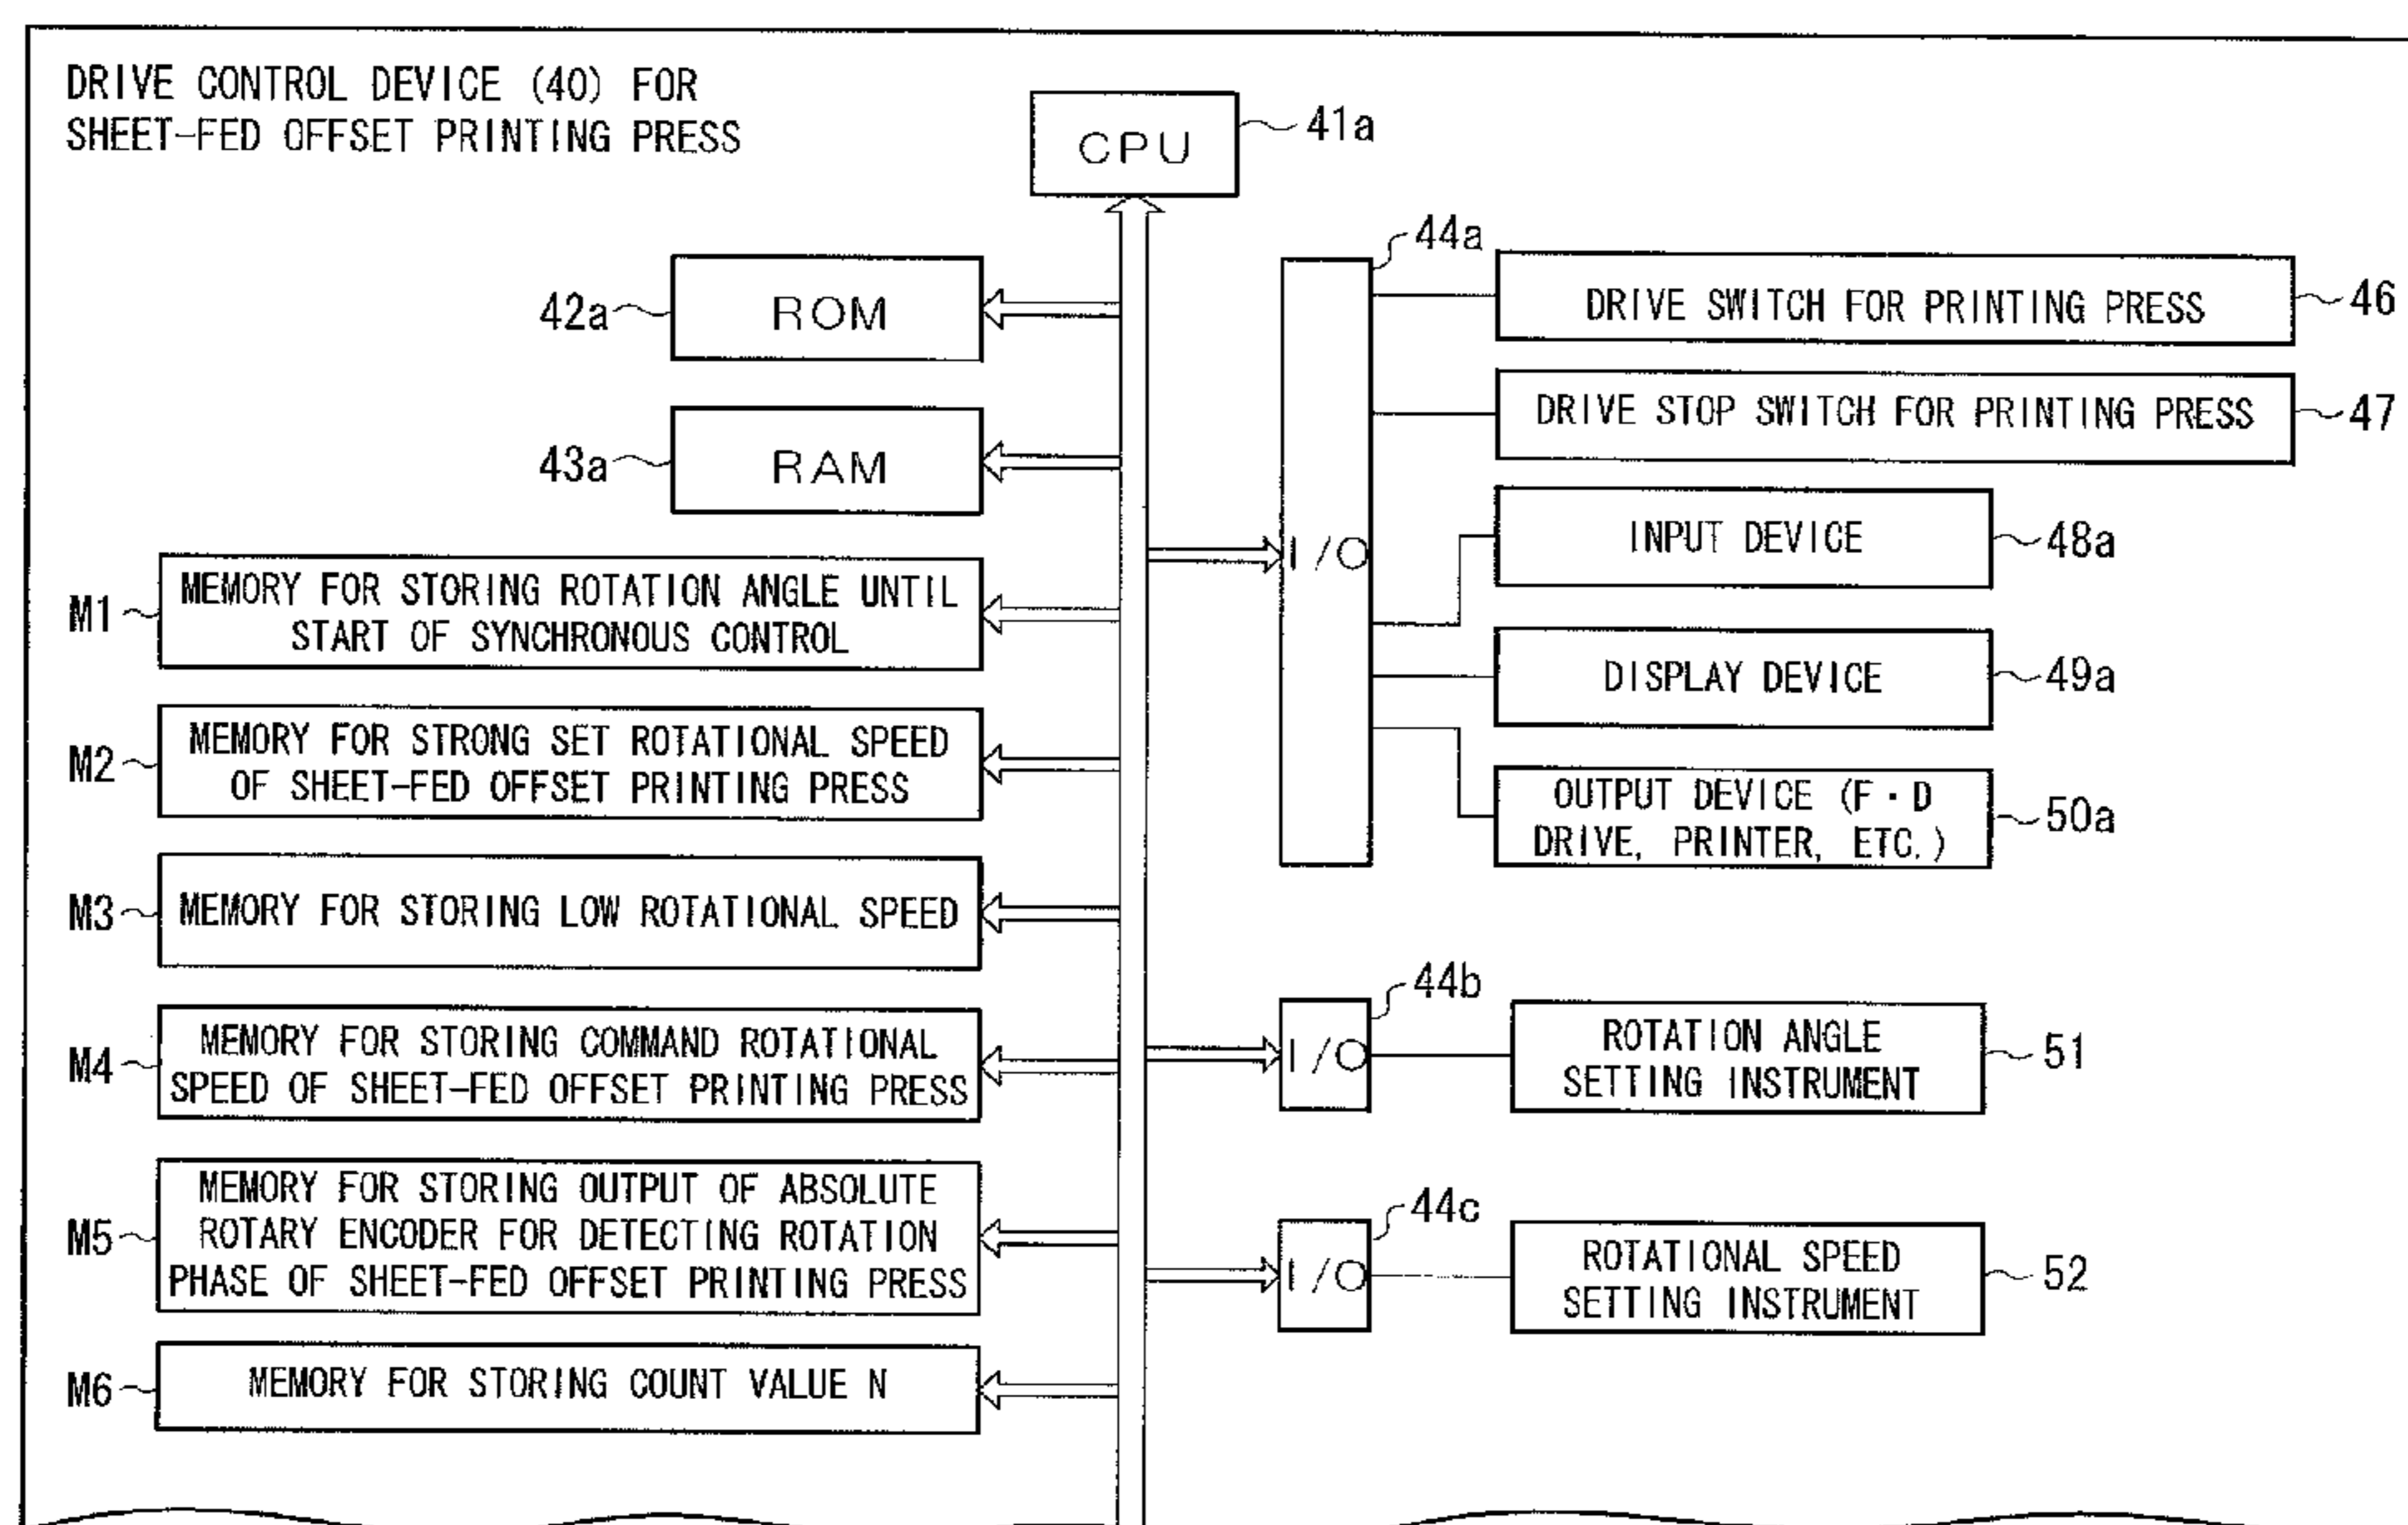 DRIVE CONTROL DEVICE (40) FOR
SHEET-FED OFFSET PRINTING PRESS
CPU
41a
42a
ROM
43a
RAM
M1
MEMORY FOR STORING ROTATION ANGLE UNTIL
START OF SYNCHRONOUS CONTROL
M2
MEMORY FOR STRONG SET ROTATIONAL SPEED
OF SHEET-FED OFFSET PRINTING PRESS
M3
MEMORY FOR STORING LOW ROTATIONAL SPEED
M4
MEMORY FOR STORING COMMAND ROTATIONAL
SPEED OF SHEET-FED OFFSET PRINTING PRESS
M5
MEMORY FOR STORING OUTPUT OF ABSOLUTE
ROTARY ENCODER FOR DETECTING ROTATION
PHASE OF SHEET-FED OFFSET PRINTING PRESS
M6
MEMORY FOR STORING COUNT VALUE N
44a
I/O
DRIVE SWITCH FOR PRINTING PRESS
46
DRIVE STOP SWITCH FOR PRINTING PRESS
47
INPUT DEVICE
48a
DISPLAY DEVICE
49a
OUTPUT DEVICE (F・D
DRIVE, PRINTER, ETC.)
50a
44b
I/O
ROTATION ANGLE
SETTING INSTRUMENT
51
44c
I/O
ROTATIONAL SPEED
SETTING INSTRUMENT
52